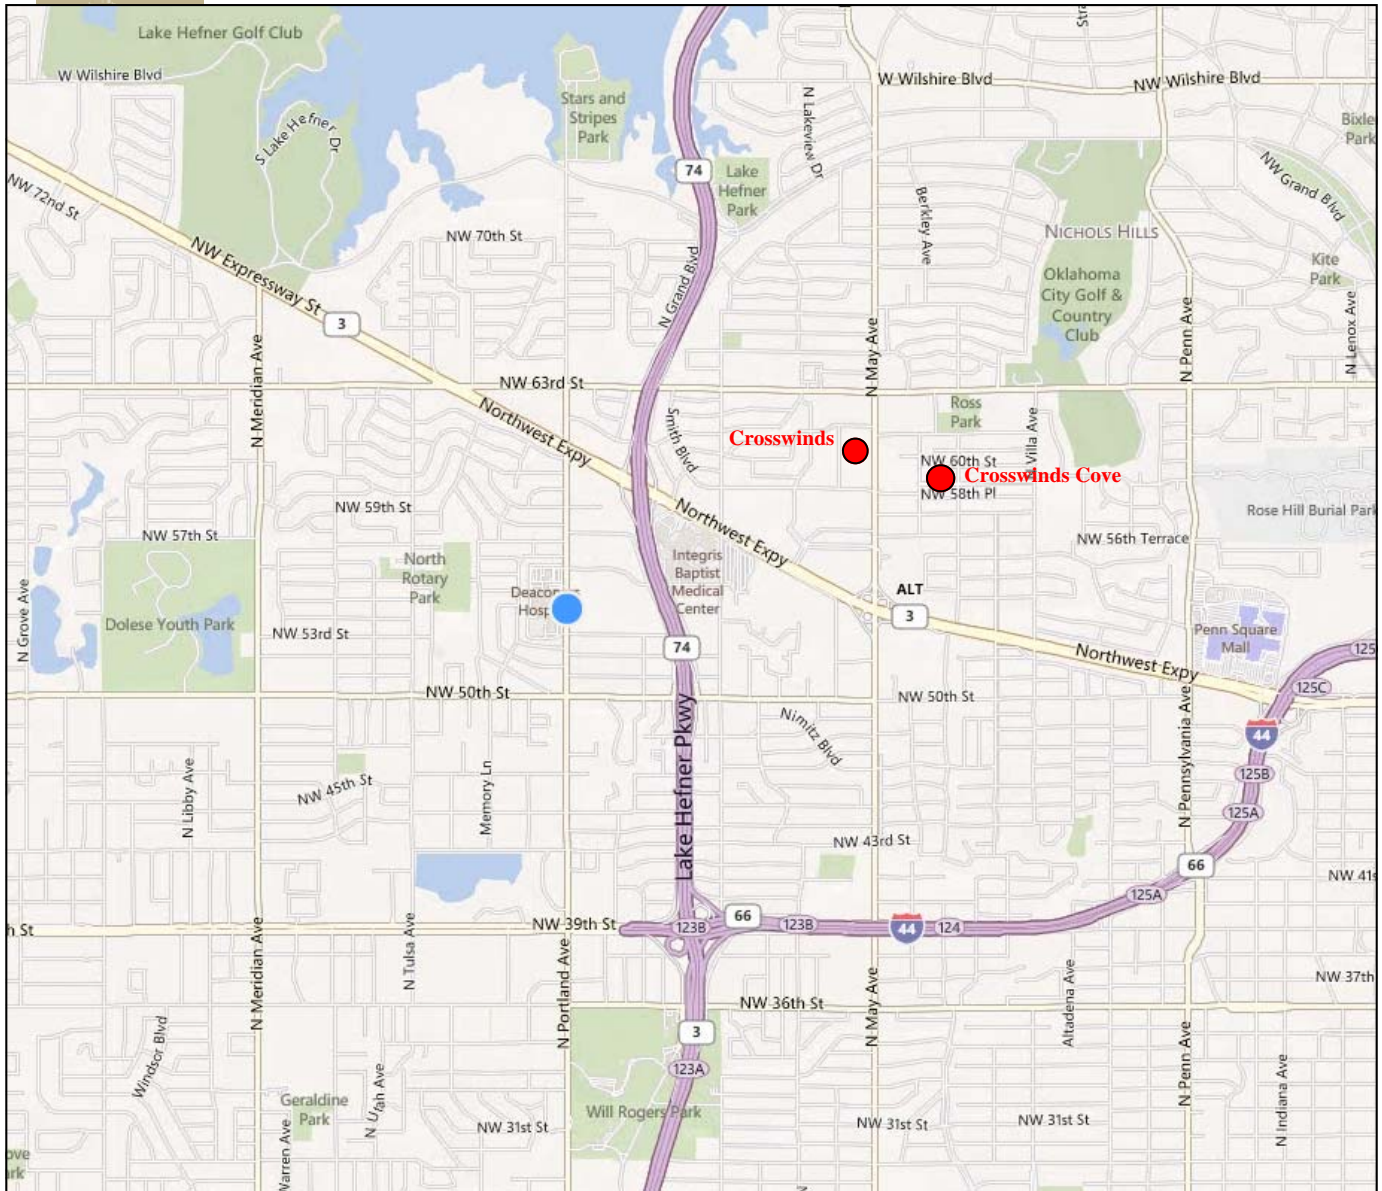 Lake Hefner Golf Club
W Wilshire Blvd
S Lake Hefner Dr
Stars and
Stripes
Park
N Lakeview Dr
W Wilshire Blvd
NW Wilshire Blvd
Bixle
Park
NW Grand Blvd
NW 72nd St
74
Lake
Hefner
Park
Berkley Ave
NICHOLS HILLS
NW 70th St
NW Expressway St
3
N Grand Blvd
Oklahoma
City Golf &
Country
Club
Kite
Park
N Meridian Ave
N May Ave
N Penn Ave
N Lenox Ave
NW 63rd St
Northwest Expy
Smith Blvd
Ross
Park
N Villa Ave
Crosswinds
NW 60th St
Crosswinds Cove
NW 58th Pl
NW 59th St
Northwest Expy
Rose Hill Burial Park
NW 57th St
NW 56th Terrace
North
Rotary
Park
Integris
Baptist
Medical
Center
N Grove Ave
Dolese Youth Park
NW 53rd St
ALT
3
Penn Square
Mall
74
Northwest Expy
125
125C
NW 50th St
NW 50th St
Lake Hefner Pkwy
Nimitz Blvd
N Pennsylvania Ave
44
125B
125A
N Libby Ave
NW 45th St
Memory Ln
NW 43rd St
66
NW 41s
125A
h St
NW 39th St
123B
66
123B
44
124
N Meridian Ave
N Tulsa Ave
N Portland Ave
N May Ave
Altadena Ave
NW 37th
NW 36th St
3
123A
Windsor Blvd
Geraldine
Park
N Utah Ave
Will Rogers Park
N Penn Ave
N Indiana Ave
NW 31st St
NW 31st St
NW 31st St